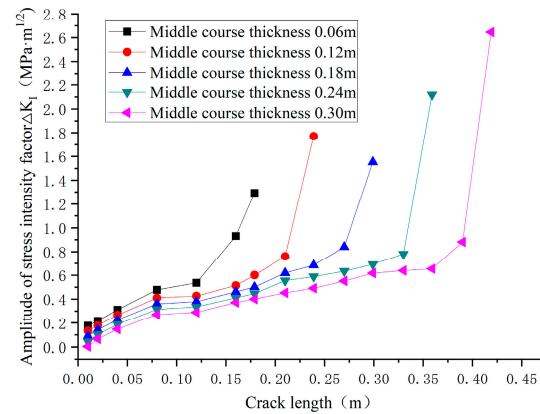 Amplitude of stress intensity factor△K_I（MPa·m^{1/2})
2.8
2.6
2.4
2.2
2.0
1.8
1.6
1.4
1.2
1.0
0.8
0.6
0.4
0.2
0.0
Middle course thickness 0.06m
Middle course thickness 0.12m
Middle course thickness 0.18m
Middle course thickness 0.24m
Middle course thickness 0.30m
0.00 0.05 0.10 0.15 0.20 0.25 0.30 0.35 0.40 0.45
Crack length（m）